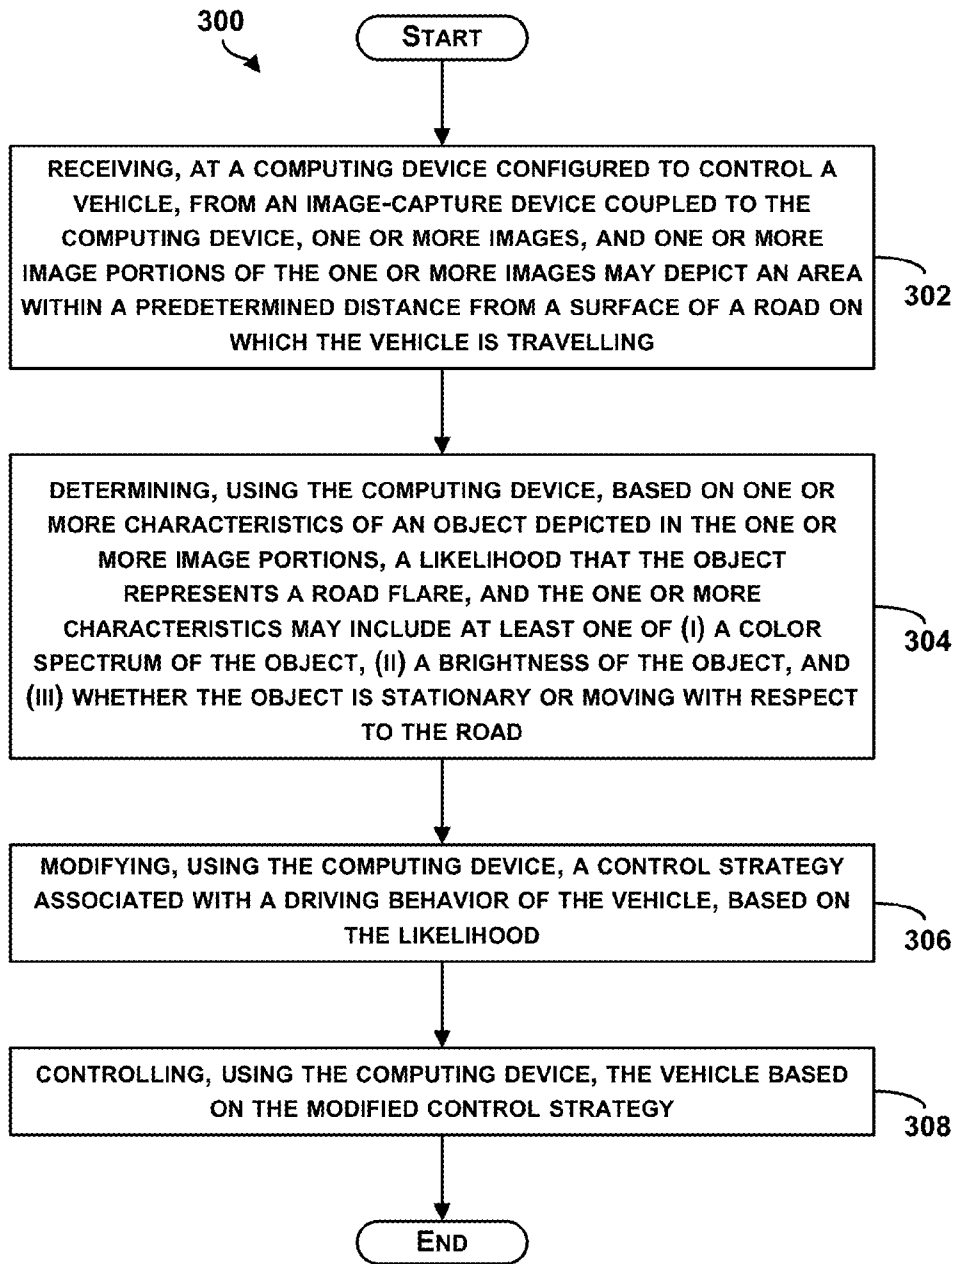 300
START
RECEIVING, AT A COMPUTING DEVICE CONFIGURED TO CONTROL A
VEHICLE, FROM AN IMAGE-CAPTURE DEVICE COUPLED TO THE
COMPUTING DEVICE, ONE OR MORE IMAGES, AND ONE OR MORE
IMAGE PORTIONS OF THE ONE OR MORE IMAGES MAY DEPICT AN AREA
WITHIN A PREDETERMINED DISTANCE FROM A SURFACE OF A ROAD ON
WHICH THE VEHICLE IS TRAVELLING
302
DETERMINING, USING THE COMPUTING DEVICE, BASED ON ONE OR
MORE CHARACTERISTICS OF AN OBJECT DEPICTED IN THE ONE OR
MORE IMAGE PORTIONS, A LIKELIHOOD THAT THE OBJECT
REPRESENTS A ROAD FLARE, AND THE ONE OR MORE
CHARACTERISTICS MAY INCLUDE AT LEAST ONE OF (I) A COLOR
SPECTRUM OF THE OBJECT, (II) A BRIGHTNESS OF THE OBJECT, AND
(III) WHETHER THE OBJECT IS STATIONARY OR MOVING WITH RESPECT
TO THE ROAD
304
MODIFYING, USING THE COMPUTING DEVICE, A CONTROL STRATEGY
ASSOCIATED WITH A DRIVING BEHAVIOR OF THE VEHICLE, BASED ON
THE LIKELIHOOD
306
CONTROLLING, USING THE COMPUTING DEVICE, THE VEHICLE BASED
ON THE MODIFIED CONTROL STRATEGY
308
END